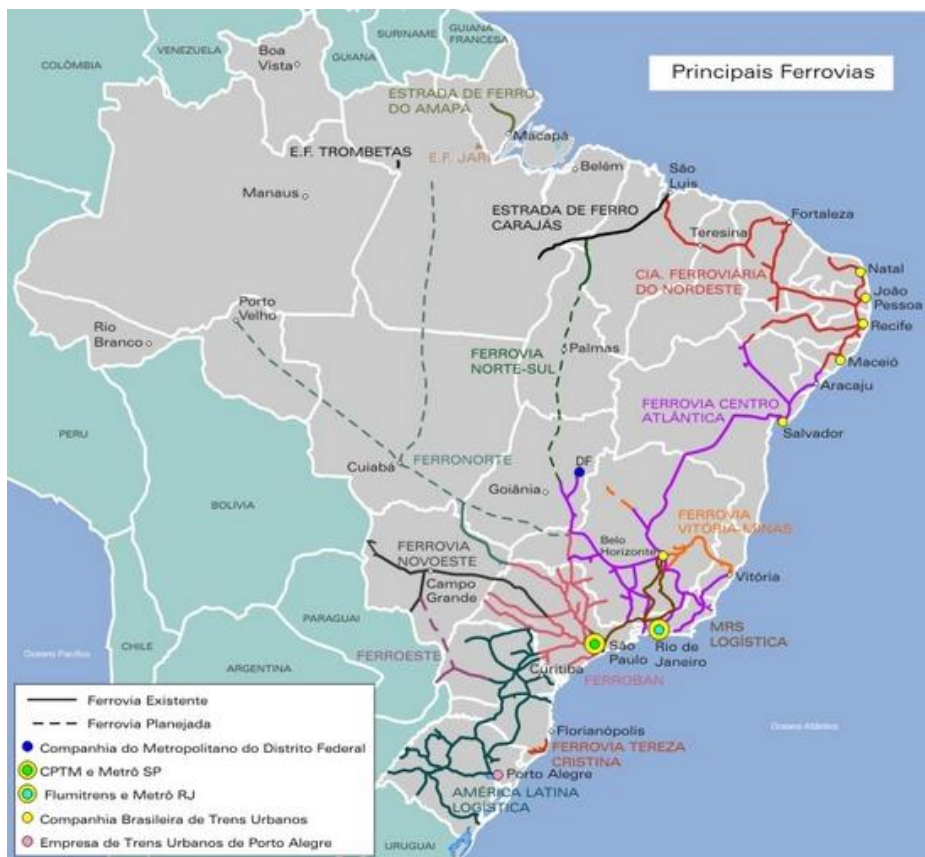 GUIANA
FRANCESA
SURINAME
VENEZUELA
GUIANA
COLÔMBIA
Boa
Vista
Principais Ferrovias
ESTRADA DE FERRO
DO AMAPÁ
Macapá
E.F. TROMBETAS
E.F. JARI
Belém
São
Luis
Manaus
ESTRADA DE FERRO
CARAJÁS
Fortaleza
Teresina
CIA. FERROVIÁRIA
DO NORDESTE
Natal
João
Pessoa
Porto
Velho
Recife
Rio
Branco
FERROVIA
NORTE-SUL
Palmas
Maceió
Aracaju
FERROVIA CENTRO
ATLÂNTICA
PERU
Salvador
Cuiabá
FERRONORTE
DF
Goiânia
BOLÍVIA
FERROVIA
VITÓRIA-MINAS
Belo
Horizonte
FERROVIA
NOVOESTE
Vitória
Campo
Grande
PARAGUAI
MRS
LOGÍSTICA
CHILE
São
Paulo
Rio de
Janeiro
Oceano Pacífico
ARGENTINA
FERROESTE
Curitiba
FERROBAN
Ferrovia Existente
Ferrovia Planejada
Companhia do Metropolitano do Distrito Federal
CPTM e Metrô SP
Flumitrens e Metrô RJ
Companhia Brasileira de Trens Urbanos
Empresa de Trens Urbanos de Porto Alegre
Florianópolis
Oceano Atlântico
FERROVIA TEREZA
CRISTINA
Porto Alegre
AMÉRICA LATINA
LOGÍSTICA
URUGUAI